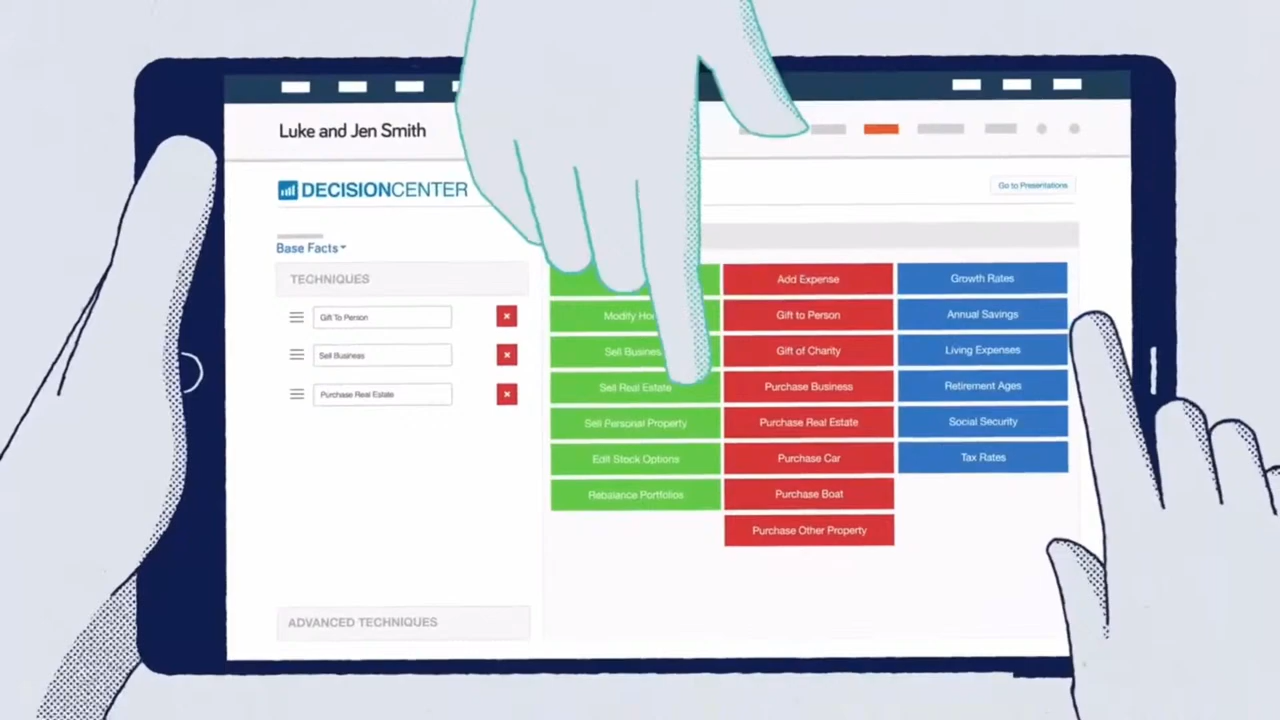 Luke and Jen Smith
DECISIONCENTER
Go to Presentations
Base Facts
TECHNIQUES
Gift To Person
Sell Business
Purchase Real Estate
ADVANCED TECHNIQUES
Modify
Sell Business
Sell Real Estate
Sell Personal Property
Edit Stock Options
Rebalance Portfolios
Add Expense
Gift to Person
Gift of Charity
Purchase Business
Purchase Real Estate
Purchase Car
Purchase Boat
Purchase Other Property
Growth Rates
Annual Savings
Living Expenses
Retirement Ages
Social Security
Tax Rates